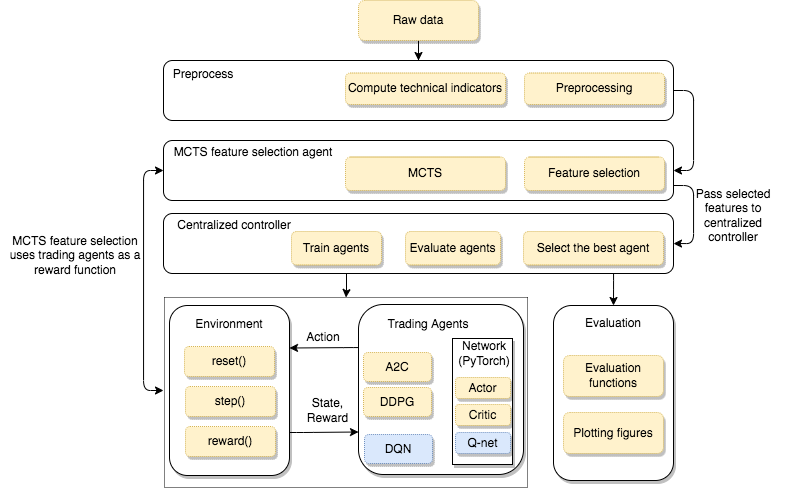 Raw data
Preprocess
Compute technical indicators
Preprocessing
MCTS feature selection agent
MCTS
Feature selection
Pass selected
features to
centralized
controller
Centralized controller
Train agents
Evaluate agents
Select the best agent
MCTS feature selection
uses trading agents as a
reward function
Environment
reset()
step()
reward()
Action
State,
Reward
Trading Agents
A2C
DDPG
DQN
Network
(PyTorch)
Actor
Critic
Q-net
Evaluation
Evaluation
functions
Plotting figures